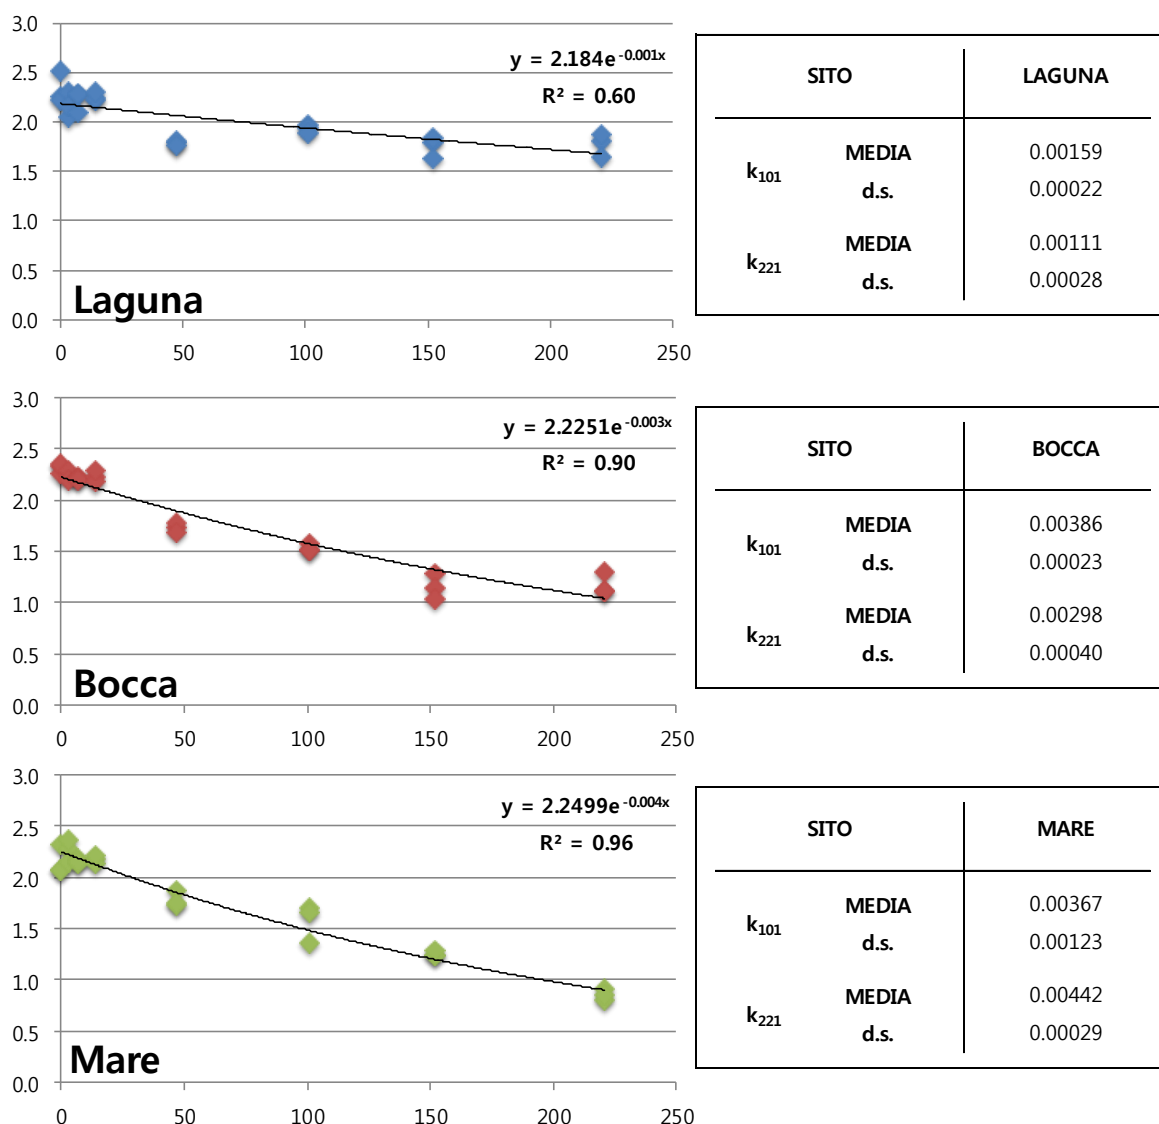 3.0
2.5
2.0
1.5
1.0
0.5
0.0
y = 2.184e-0.001x
R² = 0.60
Laguna
0 50 100 150 200 250
SITO LAGUNA
k101 MEDIA 0.00159
d.s. 0.00022
k221 MEDIA 0.00111
d.s. 0.00028
3.0
2.5
2.0
1.5
1.0
0.5
0.0
y = 2.2251e-0.003x
R² = 0.90
Bocca
0 50 100 150 200 250
SITO BOCCA
k101 MEDIA 0.00386
d.s. 0.00023
k221 MEDIA 0.00298
d.s. 0.00040
3.0
2.5
2.0
1.5
1.0
0.5
0.0
y = 2.2499e-0.004x
R² = 0.96
Mare
0 50 100 150 200 250
SITO MARE
k101 MEDIA 0.00367
d.s. 0.00123
k221 MEDIA 0.00442
d.s. 0.00029